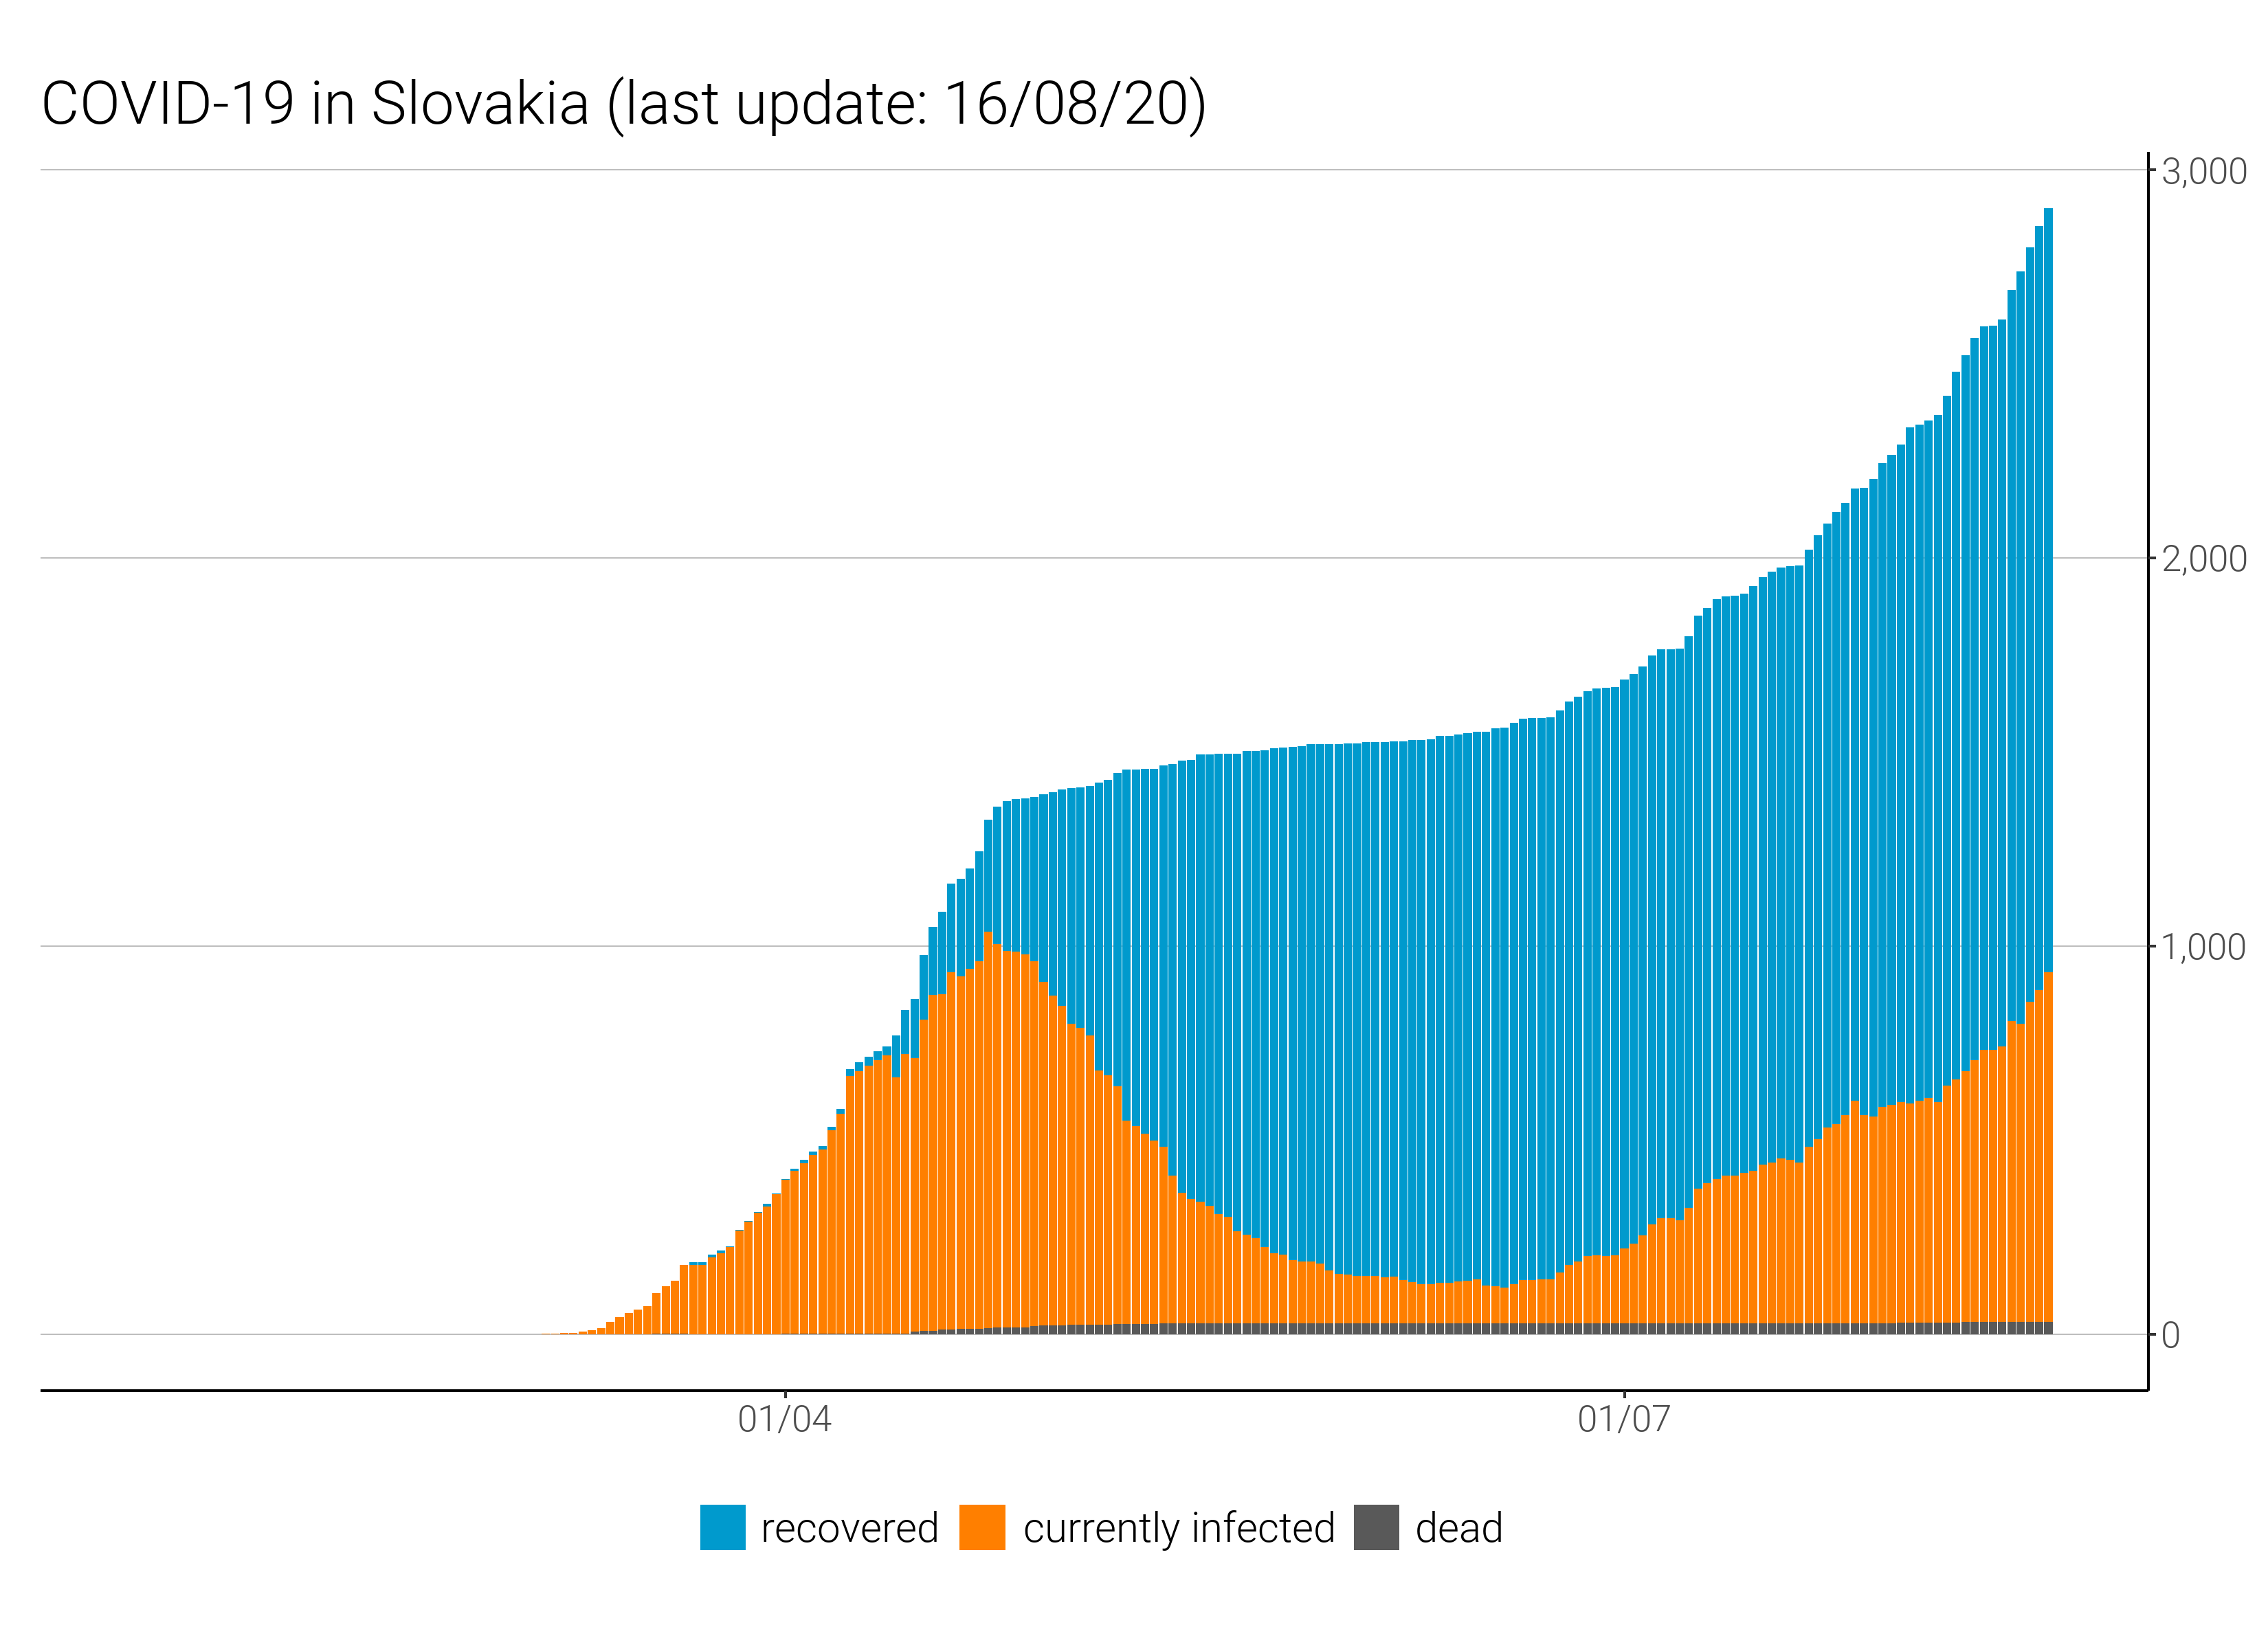 COVID-19 in Slovakia (last update: 16/08/20)
3,000
2,000
1,000
0
01/04 01/07
recovered currently infected dead